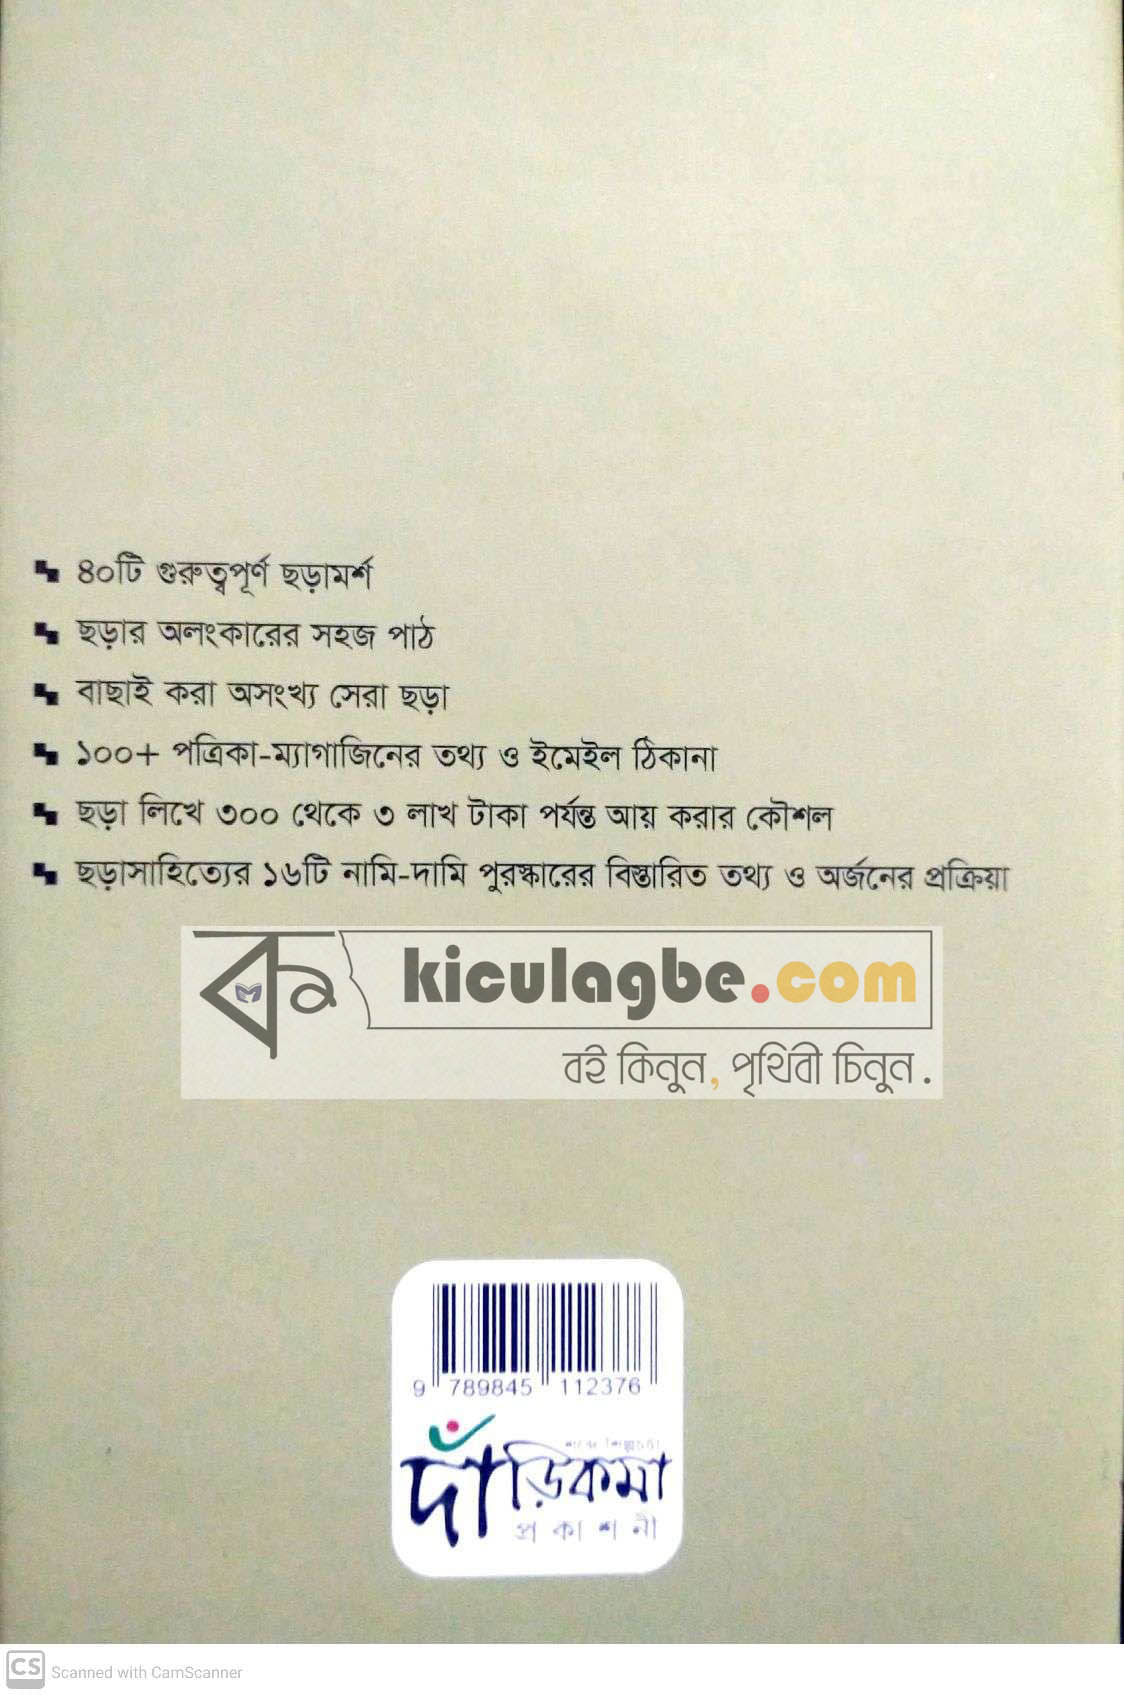 ৪০টি গুরুত্বপূর্ণ ছড়ামর্শ
ছড়ার অলংকারের সহজ পাঠ
বাছাই করা অসংখ্য সেরা ছড়া
১০০+ পত্রিকা-ম্যাগাজিনের তথ্য ও ইমেইল ঠিকানা
ছড়া লিখে ৩০০ থেকে ৩ লাখ টাকা পর্যন্ত আয় করার কৌশল
ছড়াসাহিত্যের ১৬টি নামি-দামি পুরস্কারের বিস্তারিত তথ্য ও অর্জনের প্রক্রিয়া
kiculagbe.com
বই কিনুন, পৃথিবী চিনুন.
9 789845 112376
দাঁড়িকমা
প্রকাশনী
CS Scanned with CamScanner